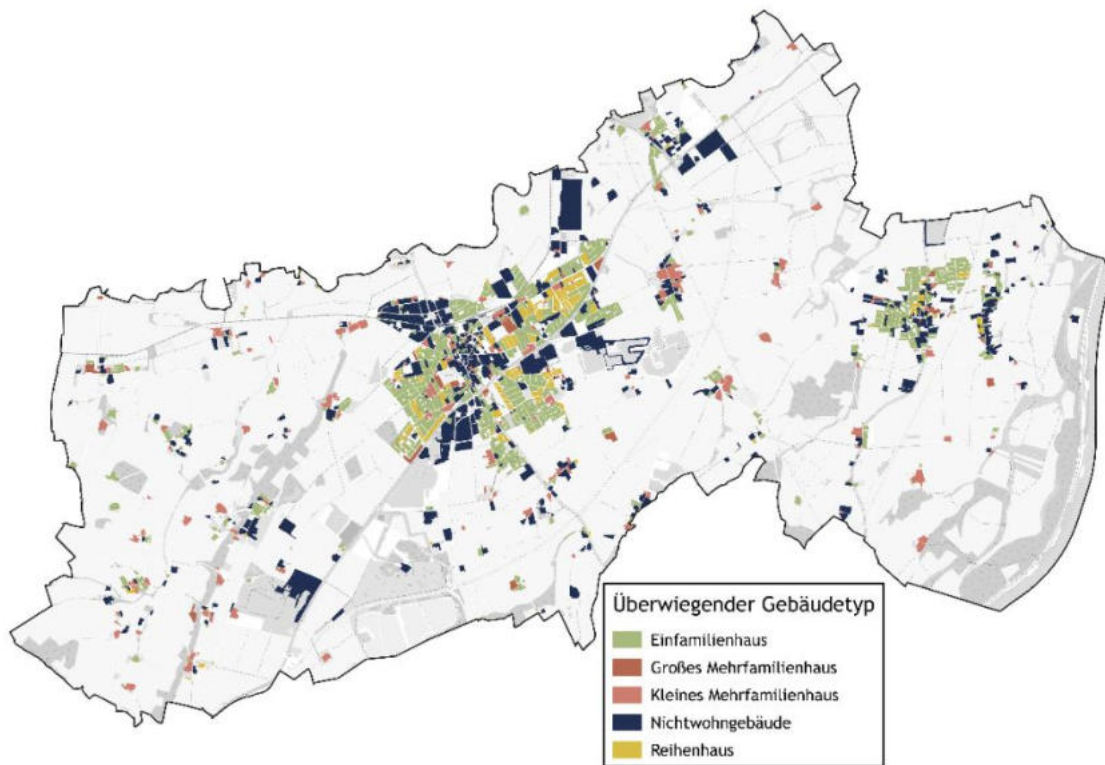 Überwiegender Gebäudetyp
Einfamilienhaus
Großes Mehrfamilienhaus
Kleines Mehrfamilienhaus
Nichtwohngebäude
Reihenhaus